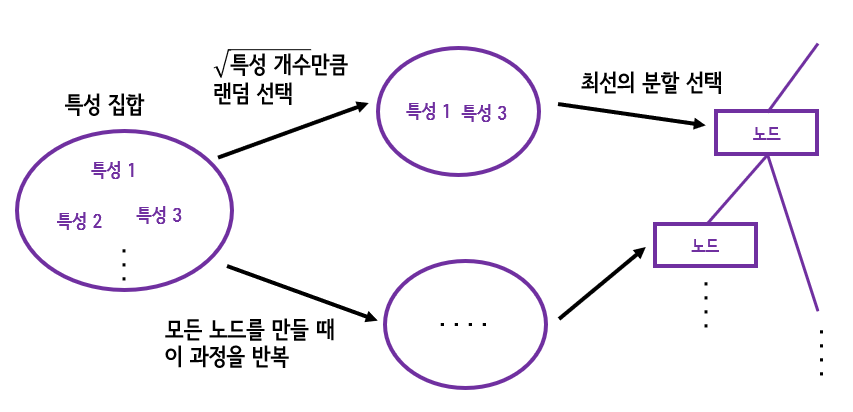 특성 집합
특성 1
특성 2
특성 3
√특성 개수만큼
랜덤 선택
특성 1 특성 3
최선의 분할 선택
노드
노드
모든 노드를 만들 때
이 과정을 반복